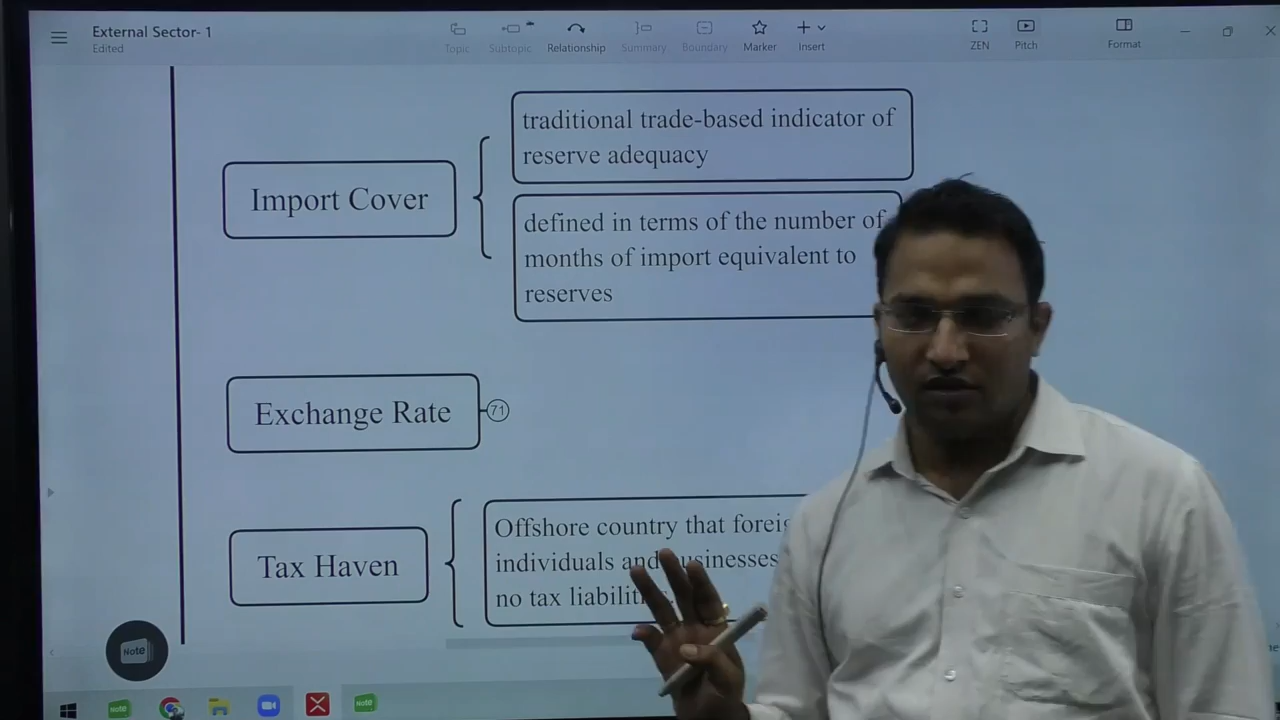 External Sector- 1
Edited
Topic
Subtopic
Relationship
Summary
Boundary
Marker
Insert
ZEN
Pitch
Format
traditional trade-based indicator of
reserve adequacy
Import Cover
defined in terms of the number of
months of import equivalent to
reserves
Exchange Rate
71
Offshore country that
individuals and businesses
no tax
Tax Haven
Note